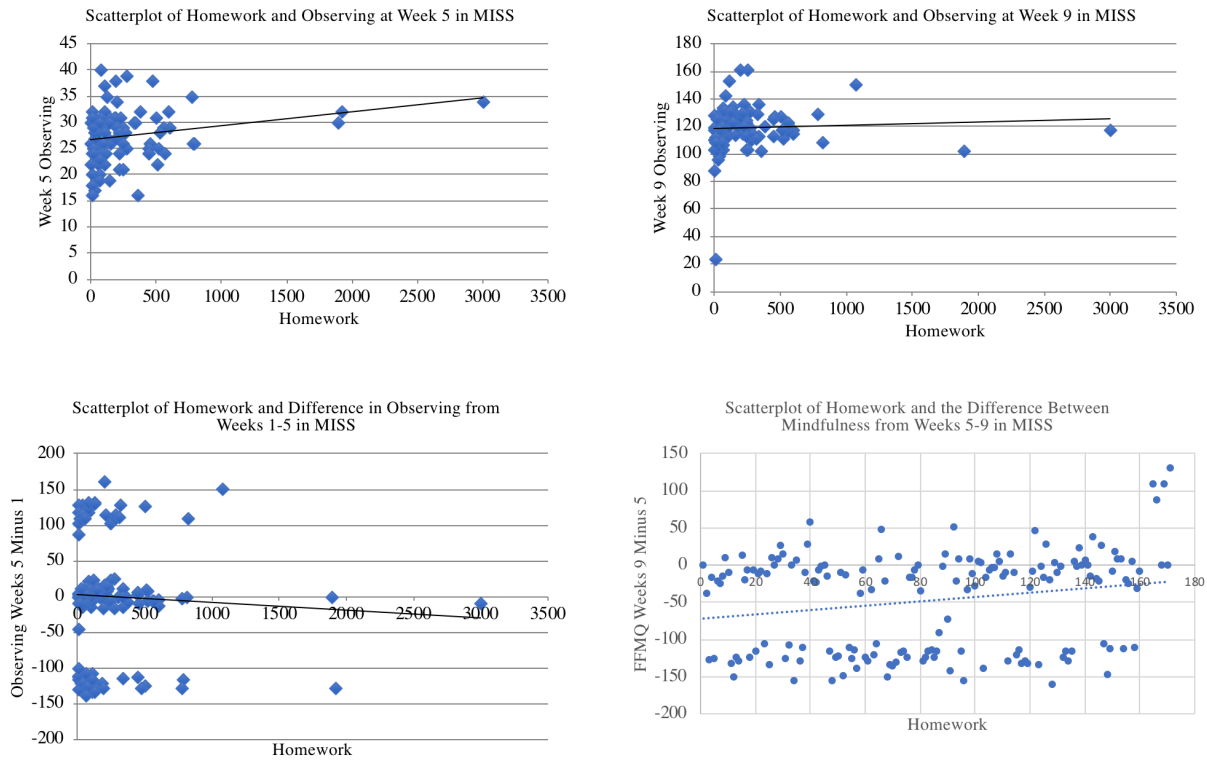 Scatterplot of Homework and Observing at Week 5 in MISS
45
40
35
30
25
20
15
10
5
0
Week 5 Observing
0 500 1000 1500 2000 2500 3000 3500
Homework
Scatterplot of Homework and Observing at Week 9 in MISS
180
160
140
120
100
80
60
40
20
0
Week 9 Observing
0 500 1000 1500 2000 2500 3000 3500
Homework
Scatterplot of Homework and Difference in Observing from
Weeks 1-5 in MISS
200
150
100
50
0
-50
-100
-150
-200
Observing Weeks 5 Minus 1
0 500 1000 1500 2000 2500 3000 3500
Homework
Scatterplot of Homework and the Difference Between
Mindfulness from Weeks 5-9 in MISS
150
100
50
0
-50
-100
-150
-200
FFMQ Weeks 9 Minus 5
0 20 40 60 80 100 120 140 160 180
Homework